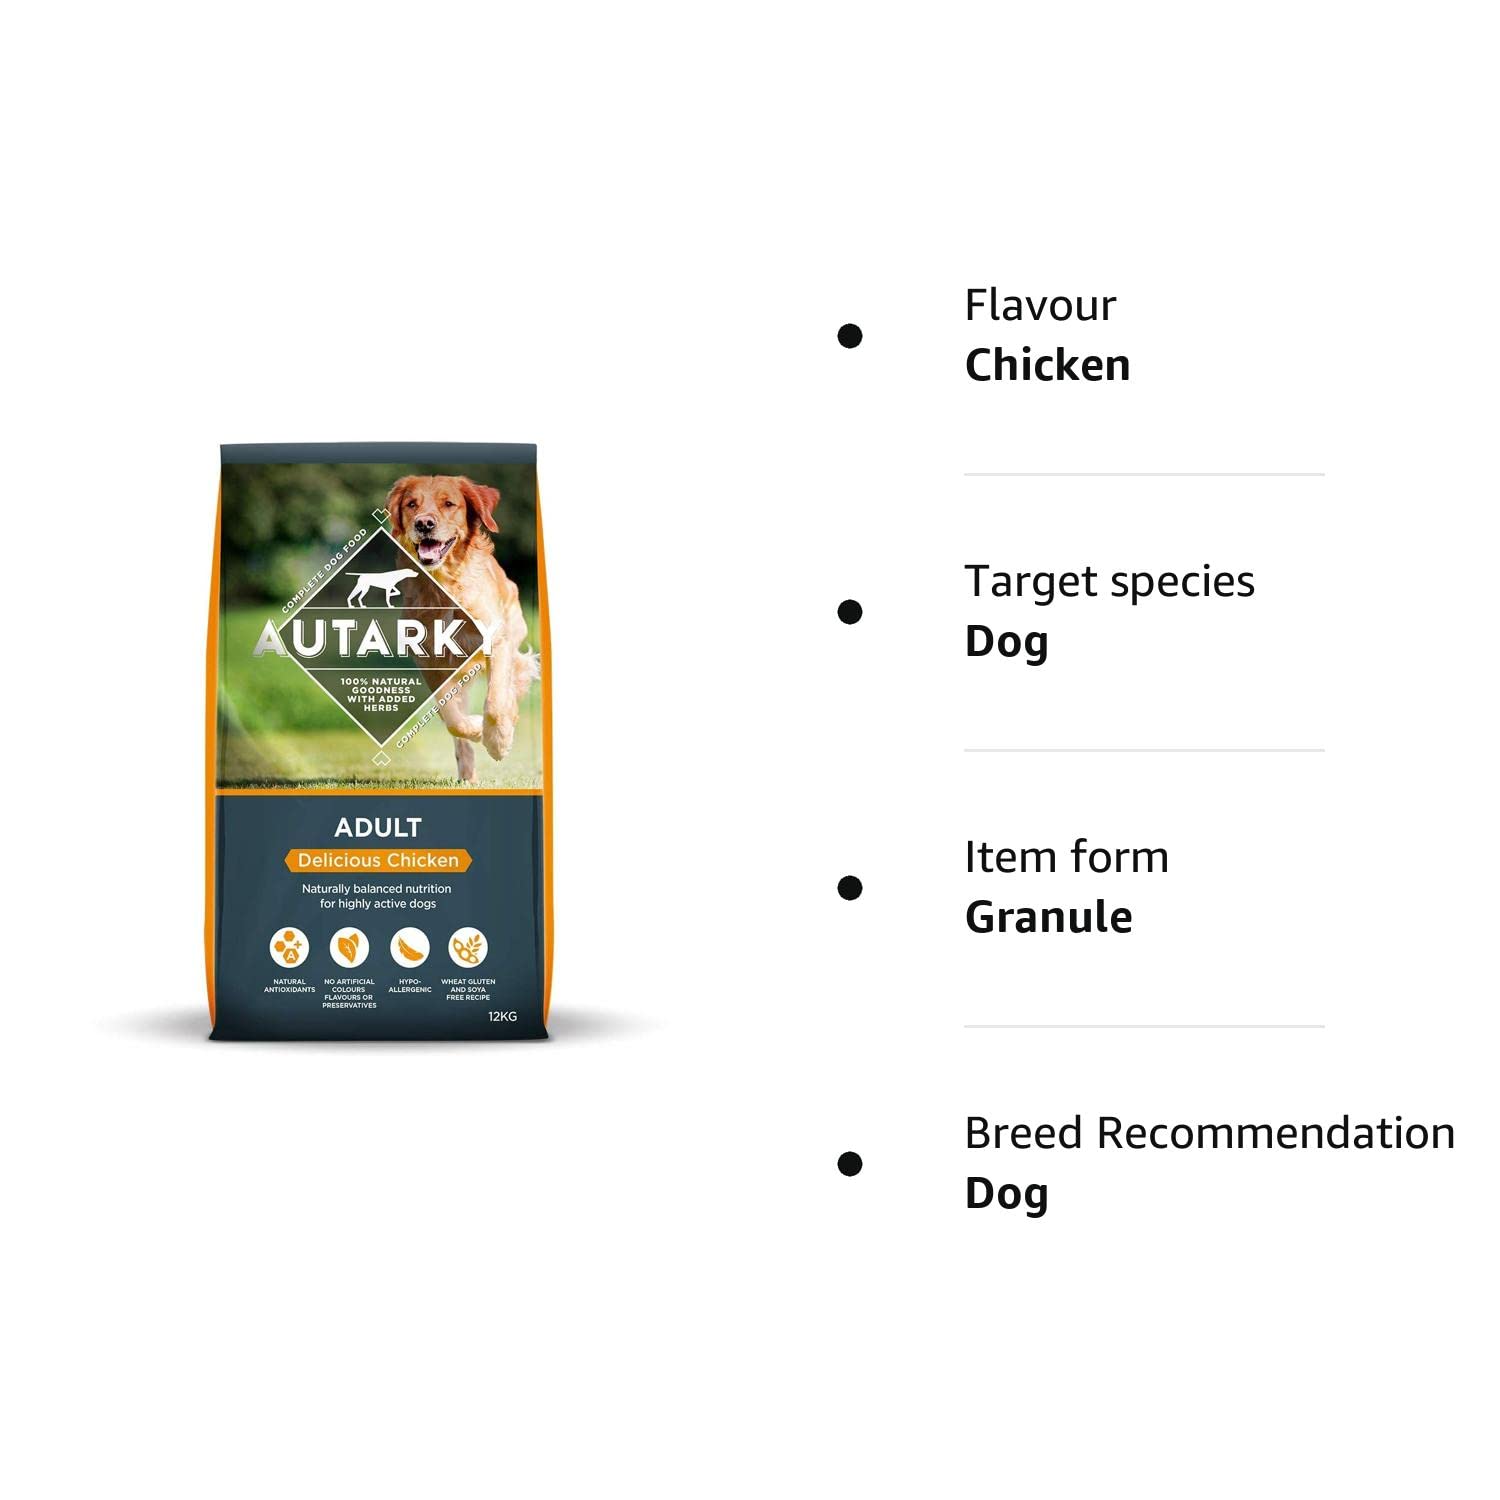 COMPLETE DOG FOOD
AUTARKY
100% NATURAL
GOODNESS
WITH ADDED
HERBS
COMPLETE DOG FOOD
ADULT
Delicious Chicken
Naturally balanced nutrition
for highly active dogs
A+
NATURAL
ANTIOXIDANTS
NO ARTIFICIAL
COLOURS
FLAVOURS OR
PRESERVATIVES
HYPO-
ALLERGENIC
WHEAT GLUTEN
AND SOYA
FREE RECIPE
12KG
Flavour
Chicken
Target species
Dog
Item form
Granule
Breed Recommendation
Dog